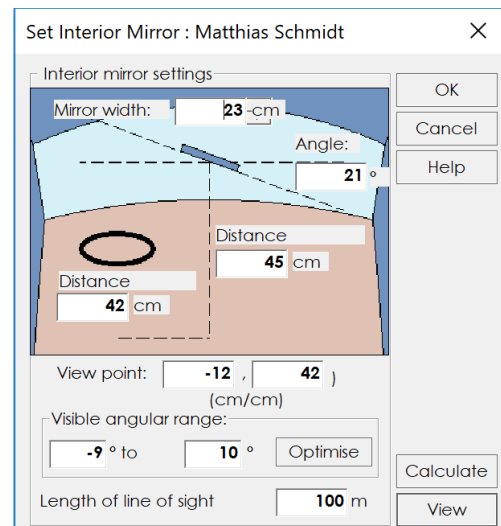 Set Interior Mirror : Matthias Schmidt
Interior mirror settings
OK
Mirror width: 23 -cm
Cancel
Angle:
Help
21 °
Distance
45 cm
Distance
42 cm
View point: -12 , 42 )
(cm/cm)
Visible angular range:
-9 ° to 10 ° Optimise
Calculate
Length of line of sight 100 m
View